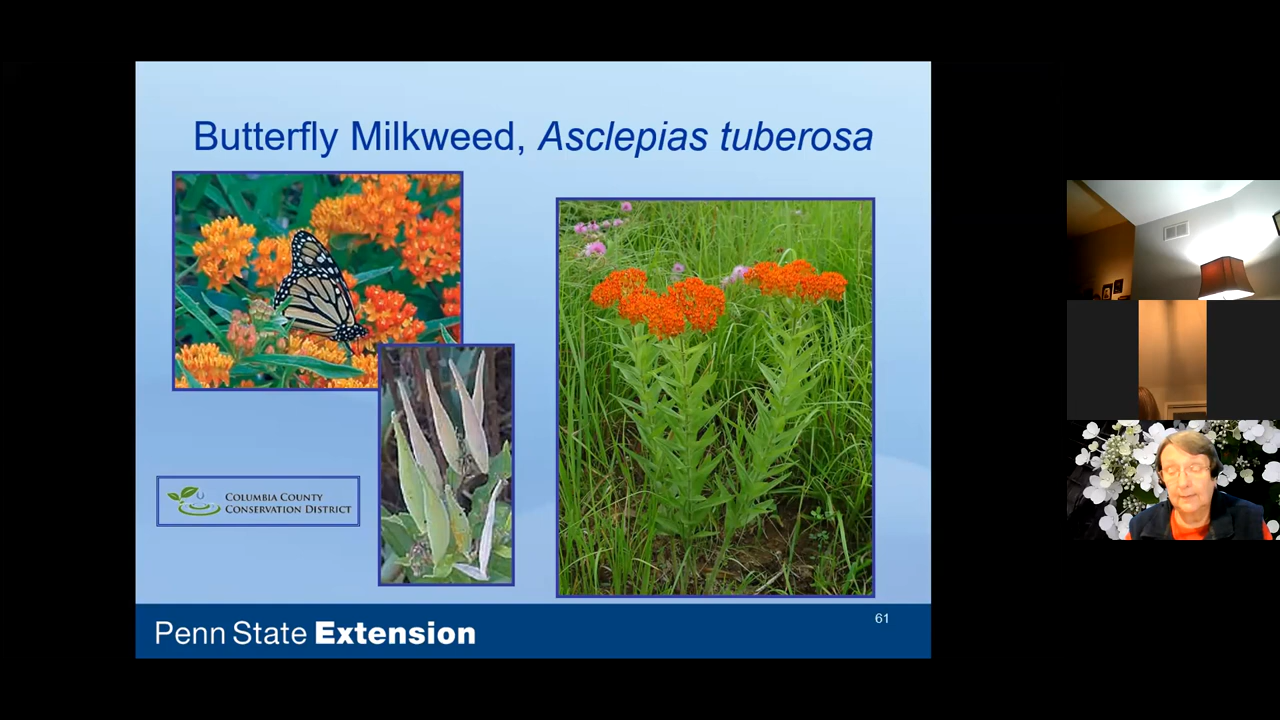 Butterfly Milkweed, Asclepias tuberosa
COLUMBIA COUNTY
CONSERVATION DISTRICT
61
Penn State Extension